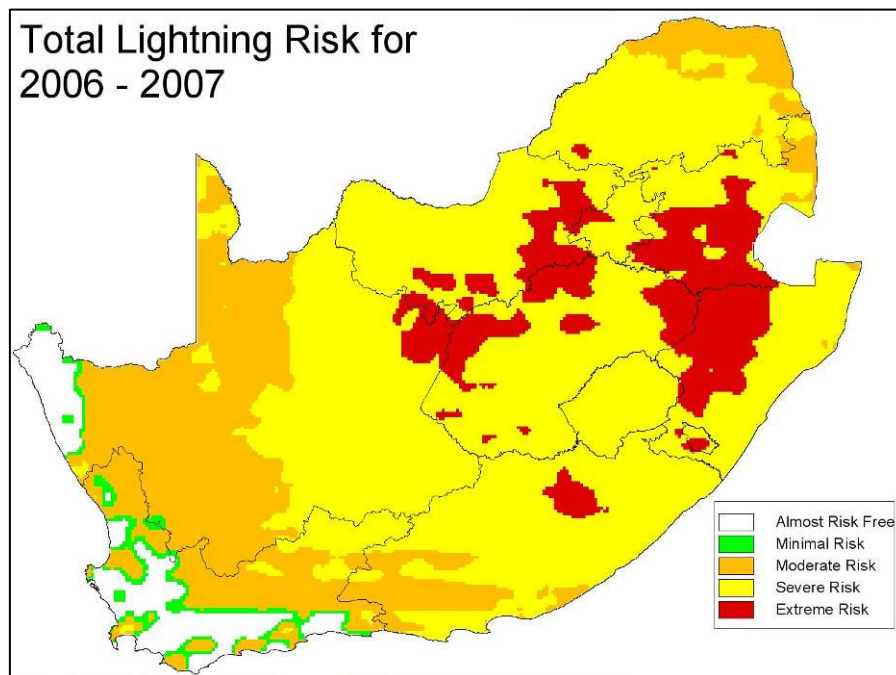 Total Lightning Risk for
2006 - 2007
Almost Risk Free
Minimal Risk
Moderate Risk
Severe Risk
Extreme Risk